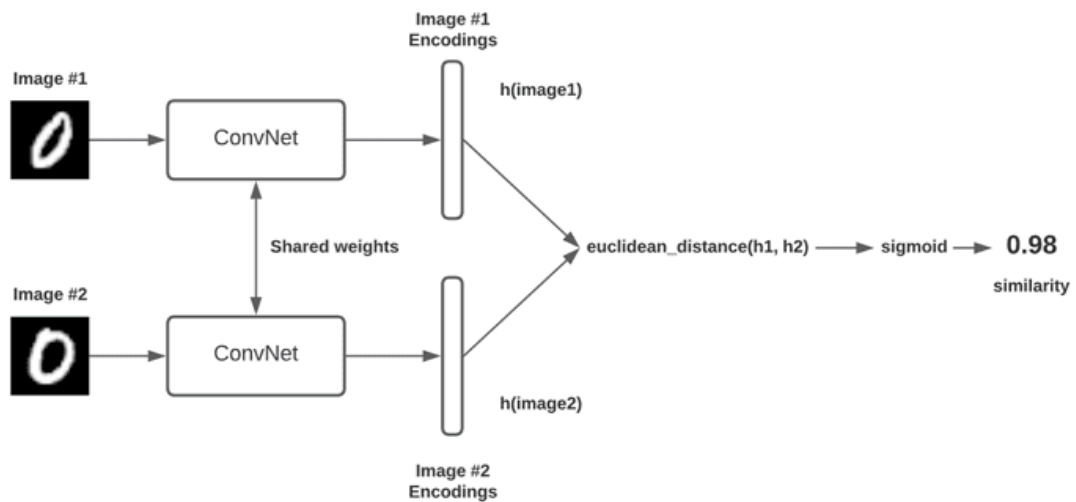 Image #1
Encodings
Image #1
h(image1)
ConvNet
Shared weights
euclidean_distance(h1, h2)
sigmoid
0.98
similarity
Image #2
ConvNet
h(image2)
Image #2
Encodings